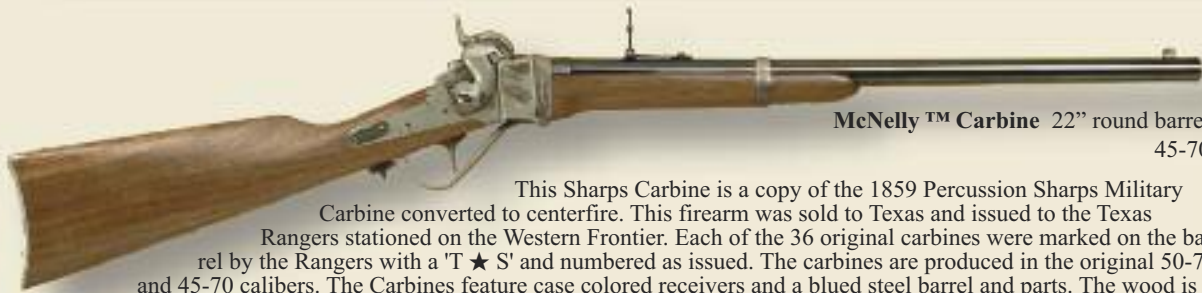 McNelly ™ Carbine 22” round barre
45-70
This Sharps Carbine is a copy of the 1859 Percussion Sharps Military
Carbine converted to centerfire. This firearm was sold to Texas and issued to the Texas
Rangers stationed on the Western Frontier. Each of the 36 original carbines were marked on the ba
rel by the Rangers with a 'T ★ S' and numbered as issued. The carbines are produced in the original 50-7
and 45-70 calibers. The Carbines feature case colored receivers and a blued steel barrel and parts. The wood is